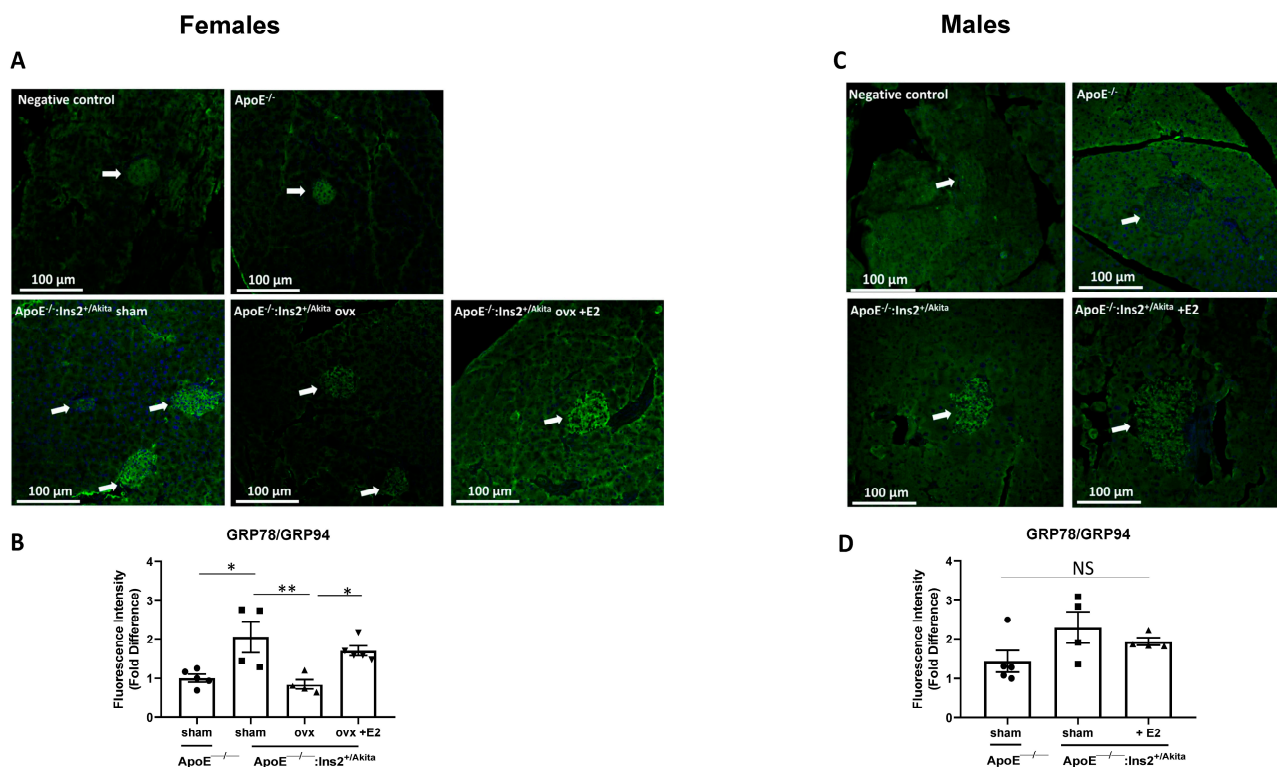 Females
Males
A
C
Negative control
ApoE-/-
Negative control
ApoE-/-
100 µm
100 µm
100 µm
100 µm
ApoE-/-:Ins2+/Akita sham
ApoE-/-:Ins2+/Akita ovx
ApoE-/-:Ins2+/Akita ovx +E2
ApoE-/-:Ins2+/Akita
ApoE-/-:Ins2+/Akita +E2
100 µm
100 µm
100 µm
100 µm
100 µm
B
GRP78/GRP94
Fluorescence Intensity
(Fold Difference)
4
3
2
1
0
*
**
*
sham
sham
ovx
ovx +E2
ApoE-/-
ApoE-/-:Ins2+/Akita
D
GRP78/GRP94
Fluorescence Intensity
(Fold Difference)
4
3
2
1
0
NS
sham
sham
+ E2
ApoE-/-
ApoE-/-:Ins2+/Akita